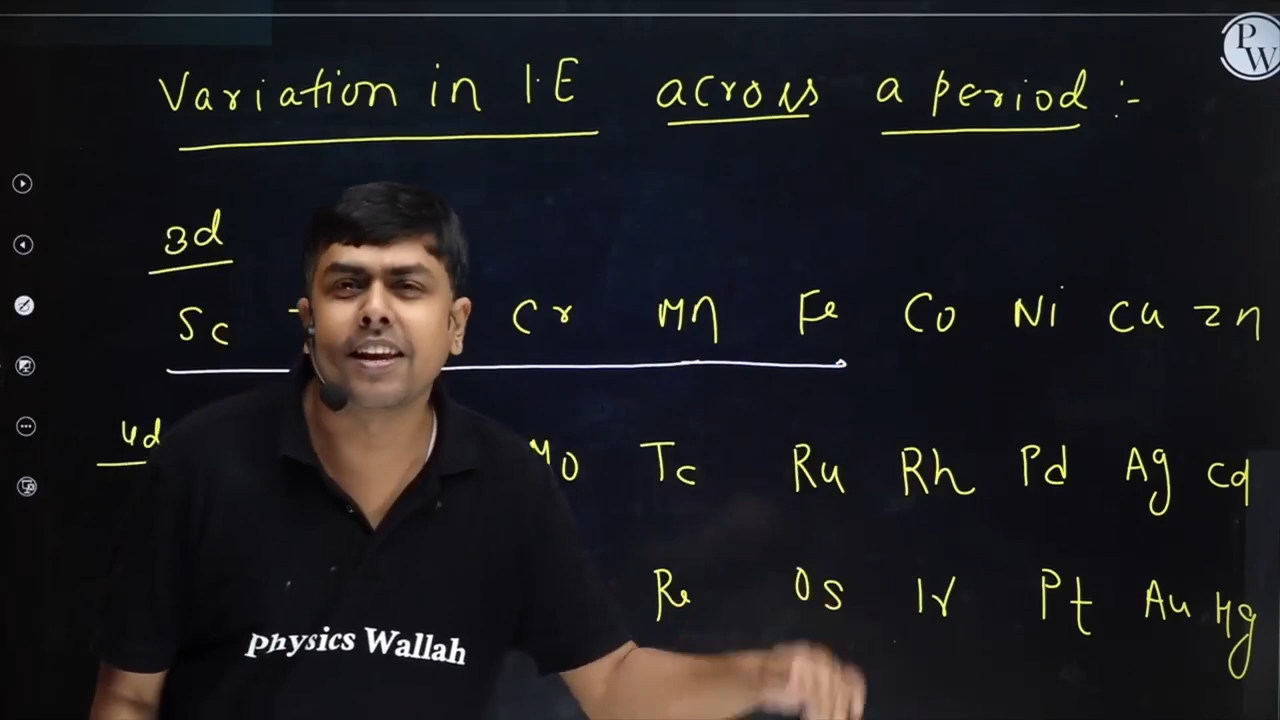 PW
Variation in I.E across a period :-
3d
Sc Cr Mn Fe Co Ni Cu Zn
4d Mo Tc Ru Rh Pd Ag Cd
Re Os Ir Pt Au Hg
Physics Wallah